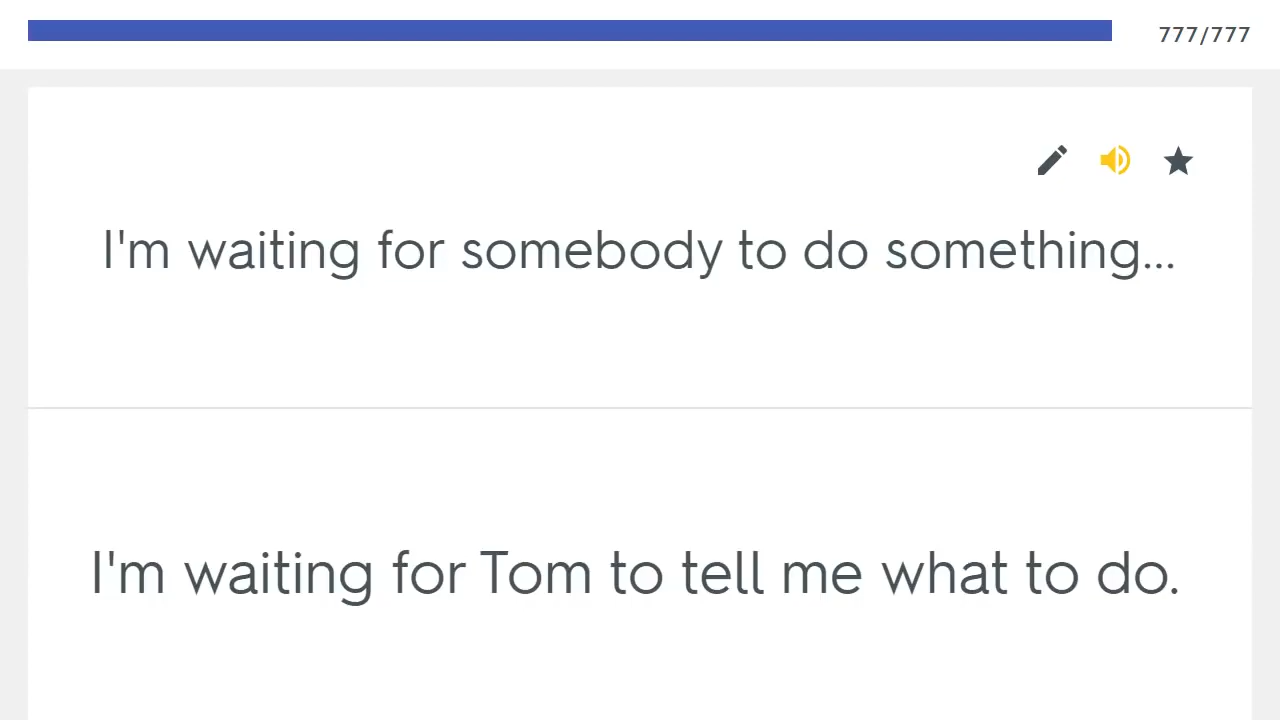 777/777
I'm waiting for somebody to do something...
I'm waiting for Tom to tell me what to do.